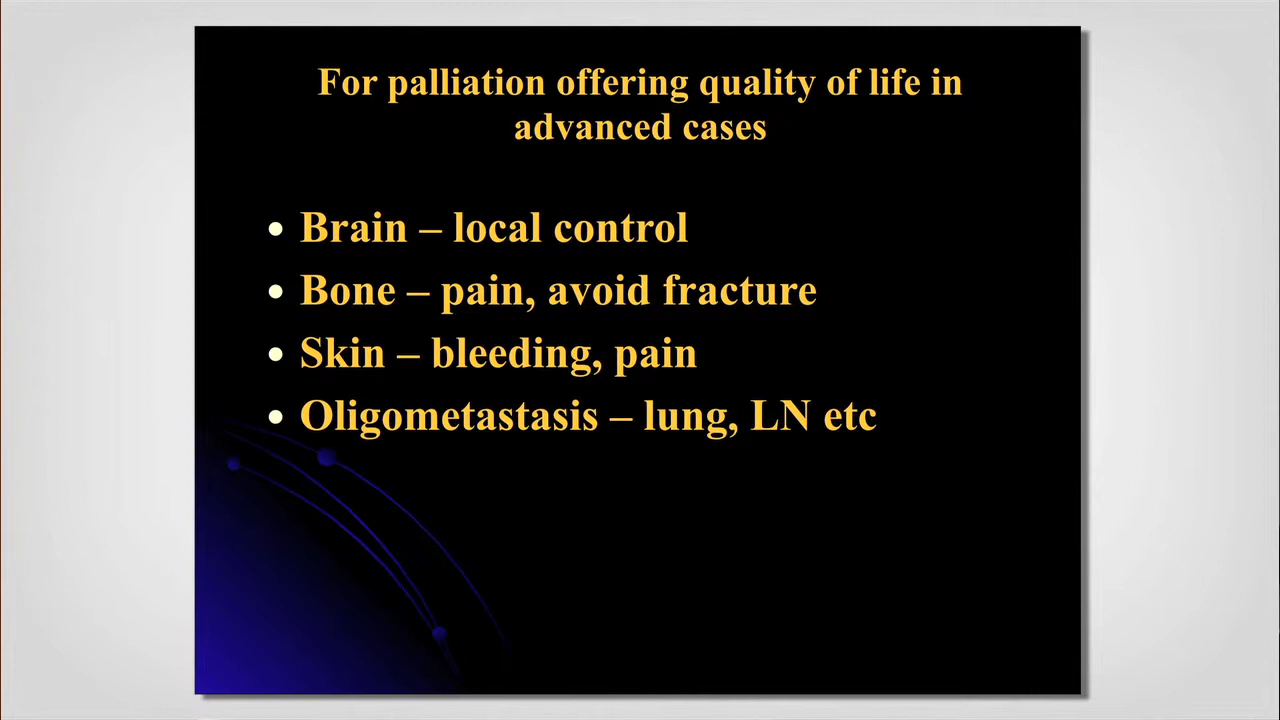 For palliation offering quality of life in
advanced cases
• Brain – local control
• Bone – pain, avoid fracture
• Skin – bleeding, pain
• Oligometastasis – lung, LN etc